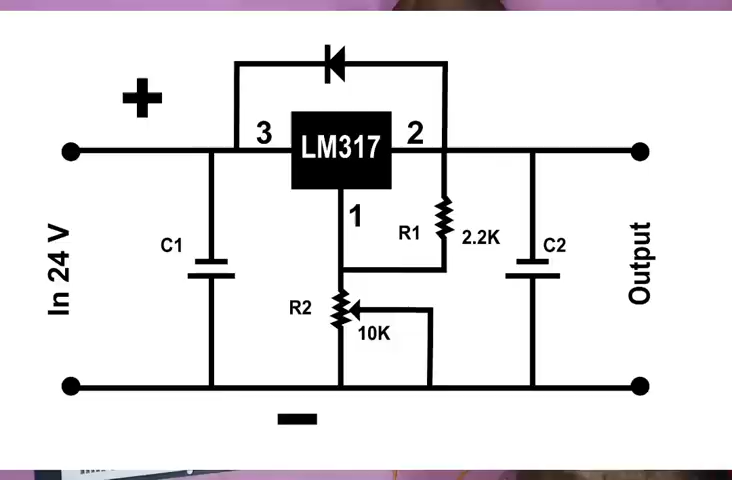 +
3
LM317
2
1
R1
2.2K
C1
C2
In 24 V
Output
R2
10K
−